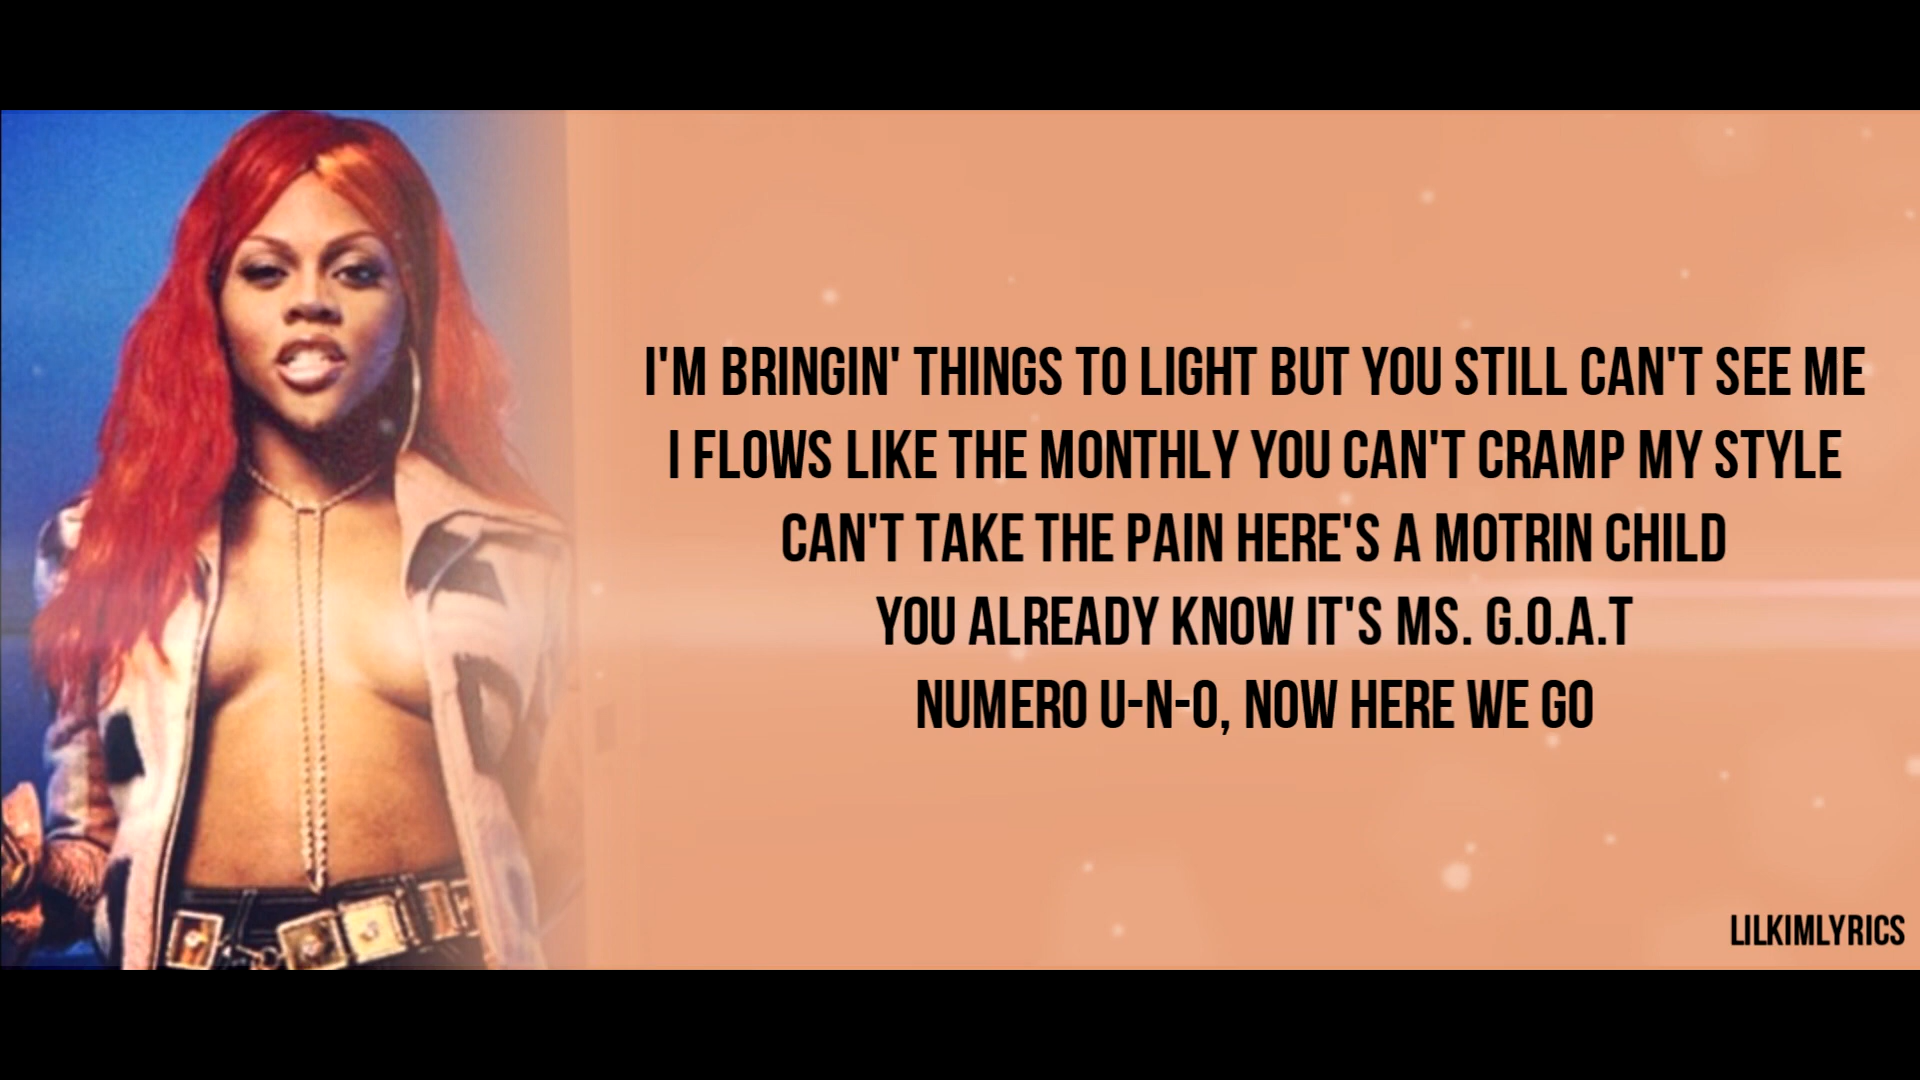 I'M BRINGIN' THINGS TO LIGHT BUT YOU STILL CAN'T SEE ME
I FLOWS LIKE THE MONTHLY YOU CAN'T CRAMP MY STYLE
CAN'T TAKE THE PAIN HERE'S A MOTRIN CHILD
YOU ALREADY KNOW IT'S MS. G.O.A.T
NUMERO U-N-O, NOW HERE WE GO
LILKIMLYRICS